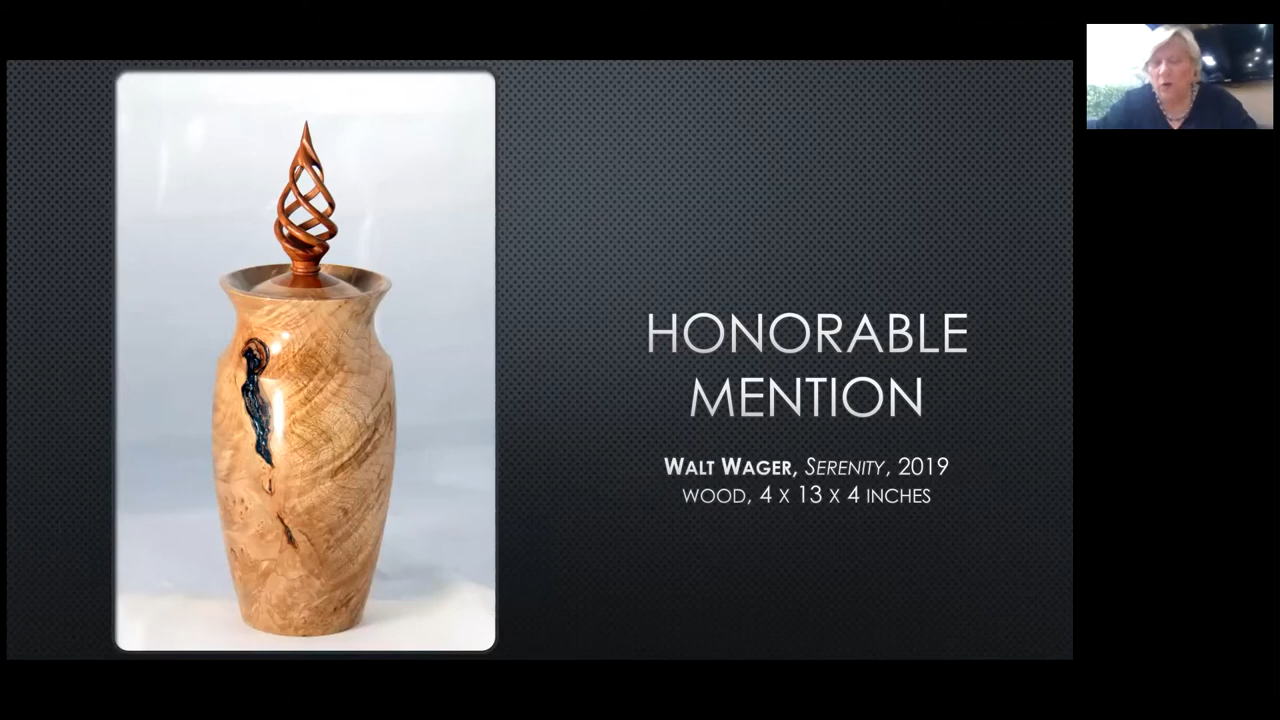 HONORABLE
MENTION
WALT WAGER, SERENITY, 2019
WOOD, 4 X 13 X 4 INCHES